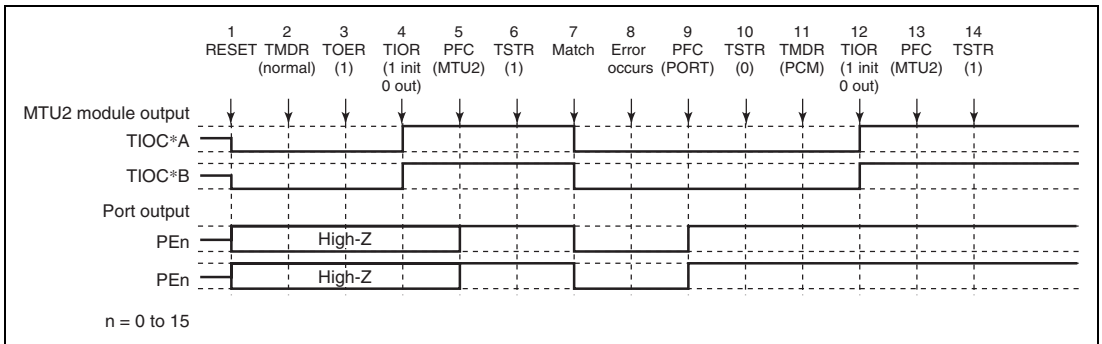 1 2 3 4 5 6 7 8 9 10 11 12 13 14
RESET TMDR TOER TIOR PFC TSTR Match Error PFC TSTR TMDR TIOR PFC TSTR
(normal) (1) (1 init (MTU2) (1) occurs (PORT) (0) (PCM) (1 init (MTU2) (1)
0 out) 0 out)
MTU2 module output
TIOC*A
TIOC*B
Port output
PEn High-Z
PEn High-Z
n = 0 to 15